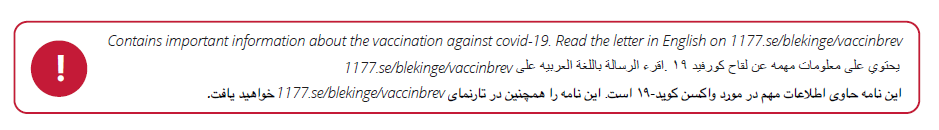 !
Contains important information about the vaccination against covid-19. Read the letter in English on 1177.se/blekinge/vaccinbrev
يحتوي على معلومات مهمه عن لقاح كورفيد ١٩ .اقرء الرسالة باللغة العربيه على 1177.se/blekinge/vaccinbrev
این نامه حاوی اطلاعات مهم در مورد واکسن کوید-۱۹ است. این نامه را همچنین در تارنمای 1177.se/blekinge/vaccinbrev خواهید یافت.